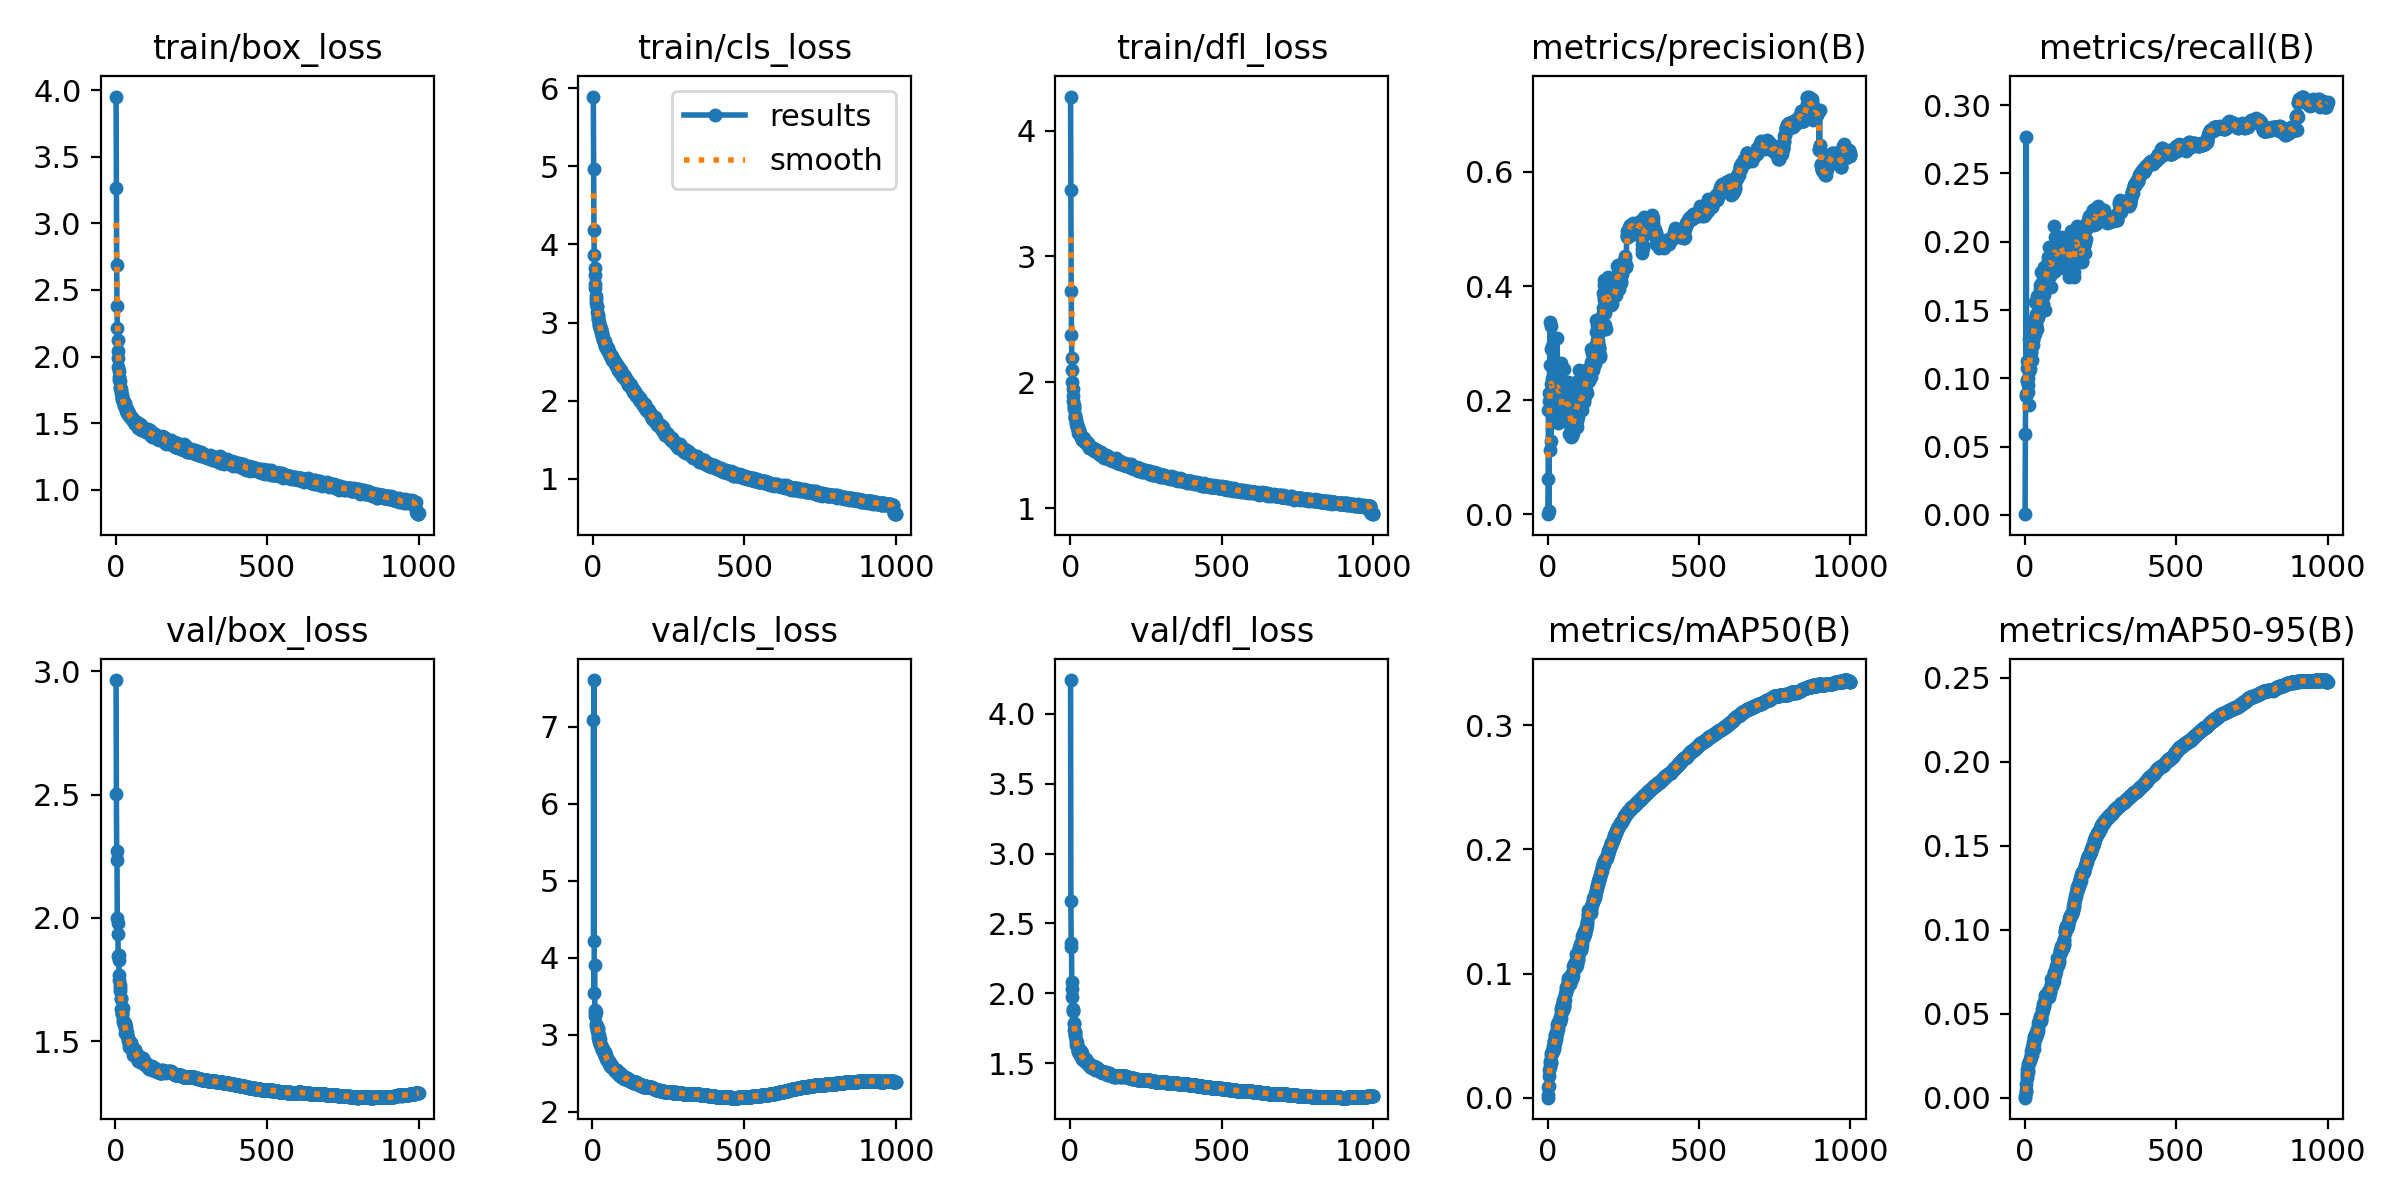 train/box_loss
4.0
3.5
3.0
2.5
2.0
1.5
1.0
0 500 1000
train/cls_loss
results
smooth
6
5
4
3
2
1
0 500 1000
train/dfl_loss
4
3
2
1
0 500 1000
metrics/precision(B)
0.6
0.4
0.2
0.0
0 500 1000
metrics/recall(B)
0.30
0.25
0.20
0.15
0.10
0.05
0.00
0 500 1000
val/box_loss
3.0
2.5
2.0
1.5
0 500 1000
val/cls_loss
7
6
5
4
3
2
0 500 1000
val/dfl_loss
4.0
3.5
3.0
2.5
2.0
1.5
0 500 1000
metrics/mAP50(B)
0.3
0.2
0.1
0.0
0 500 1000
metrics/mAP50-95(B)
0.25
0.20
0.15
0.10
0.05
0.00
0 500 1000